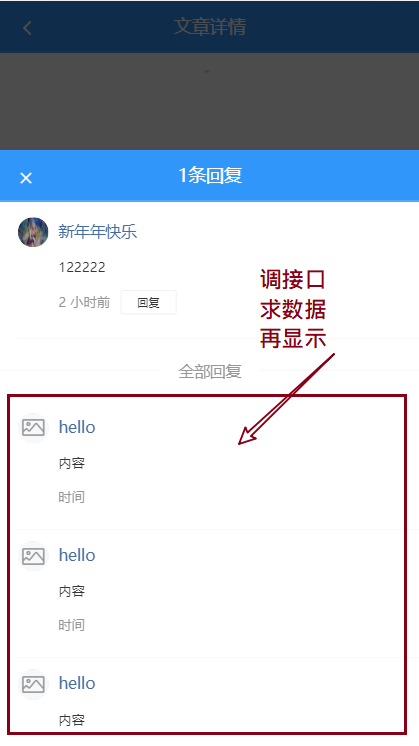 文章详情
1条回复
新年年快乐
122222
2 小时前 回复
调接口
求数据
再显示
全部回复
hello
内容
时间
hello
内容
时间
hello
内容